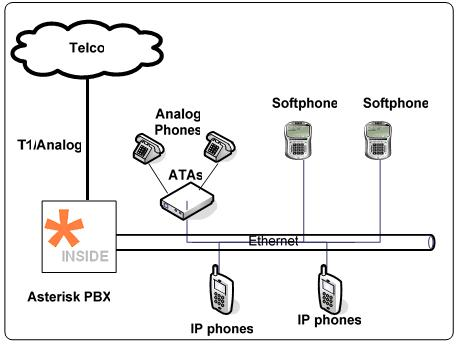 Telco
T1/Analog
Analog
Phones
ATAs
Softphone
Softphone
INSIDE
Ethernet
Asterisk PBX
IP phones
IP phones